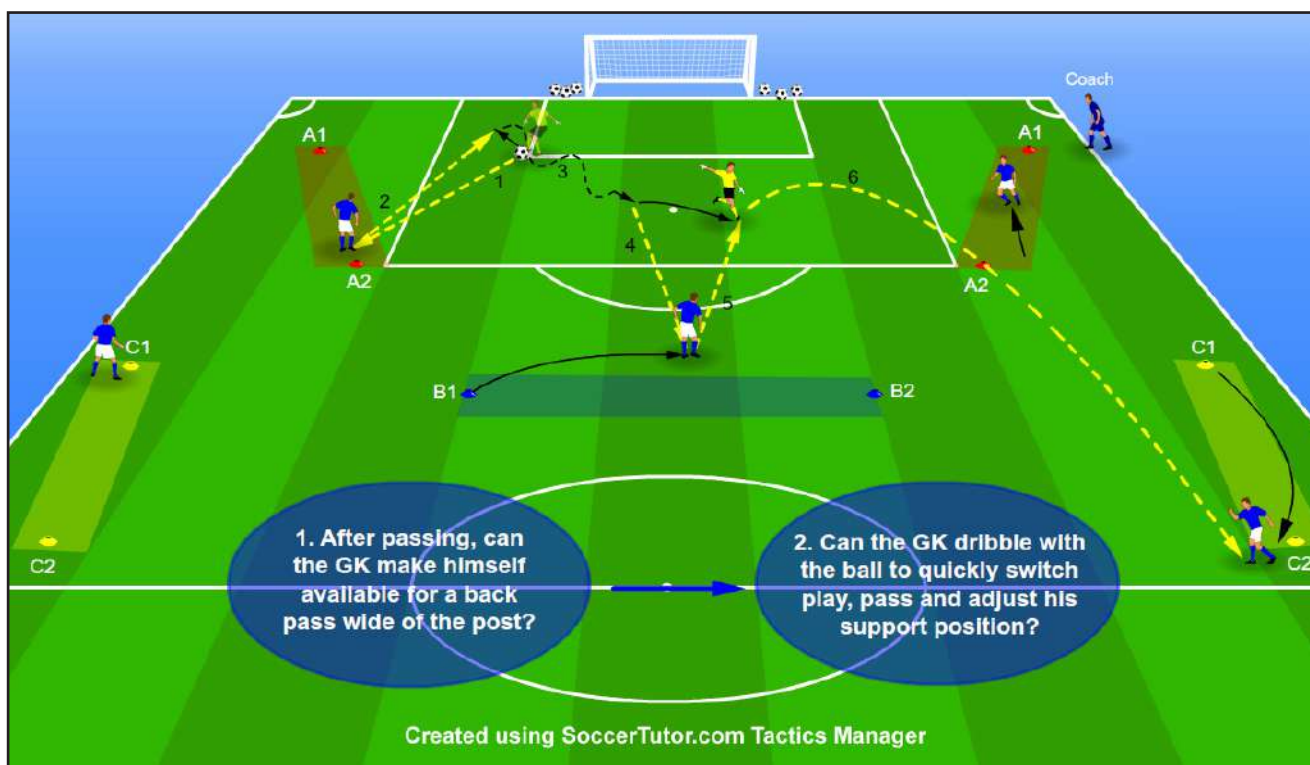 Coach
A1
A1
1
3
6
2
4
A2
A2
5
C1
C1
B1
B2
1. After passing, can
the GK make himself
available for a back
pass wide of the post?
2. Can the GK dribble with
the ball to quickly switch
play, pass and adjust his
support position?
C2
C2
Created using SoccerTutor.com Tactics Manager